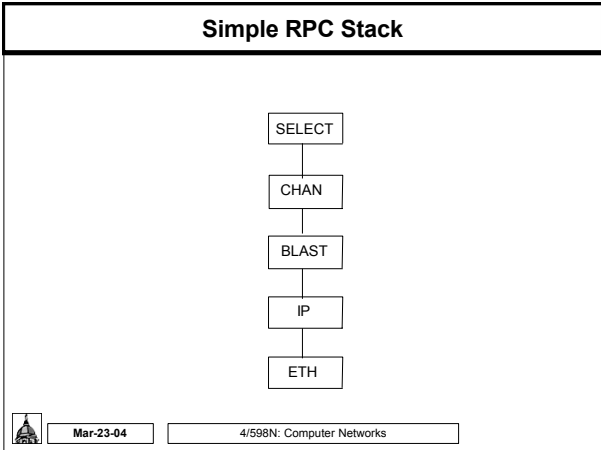 Simple RPC Stack
SELECT
CHAN
BLAST
IP
ETH
Mar-23-04
4/598N: Computer Networks